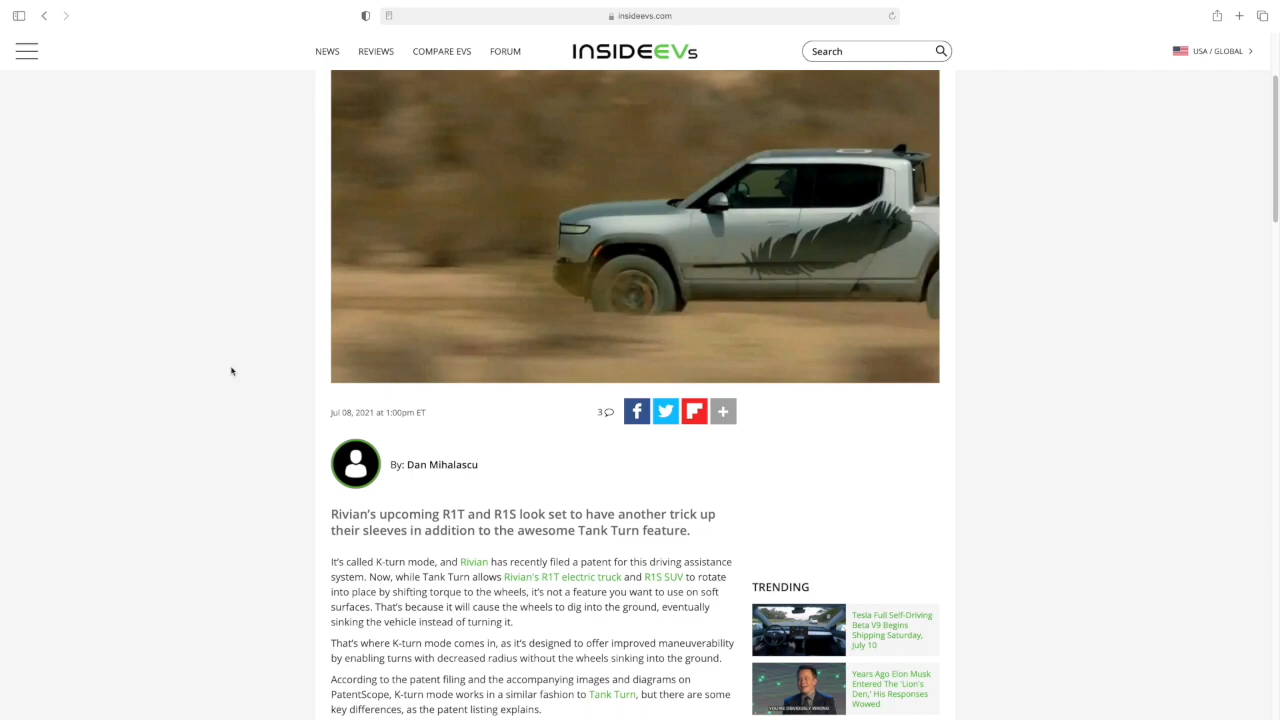 insideevs.com
NEWS REVIEWS COMPARE EVS FORUM
INSIDEEVs
Search
USA / GLOBAL
Jul 08, 2021 at 1:00pm ET
3
By: Dan Mihalascu
Rivian's upcoming R1T and R1S look set to have another trick up
their sleeves in addition to the awesome Tank Turn feature.
It's called K-turn mode, and Rivian has recently filed a patent for this driving assistance
system. Now, while Tank Turn allows Rivian's R1T electric truck and R1S SUV to rotate
into place by shifting torque to the wheels, it's not a feature you want to use on soft
surfaces. That's because it will cause the wheels to dig into the ground, eventually
sinking the vehicle instead of turning it.
That's where K-turn mode comes in, as it's designed to offer improved maneuverability
by enabling turns with decreased radius without the wheels sinking into the ground.
According to the patent filing and the accompanying images and diagrams on
PatentScope, K-turn mode works in a similar fashion to Tank Turn, but there are some
key differences, as the patent listing explains.
TRENDING
Tesla Full Self-Driving
Beta V9 Begins
Shipping Saturday,
July 10
Years Ago Elon Musk
Entered The 'Lion's
Den,' His Responses
Wowed
YOU'RE OBVIOUSLY WRONG